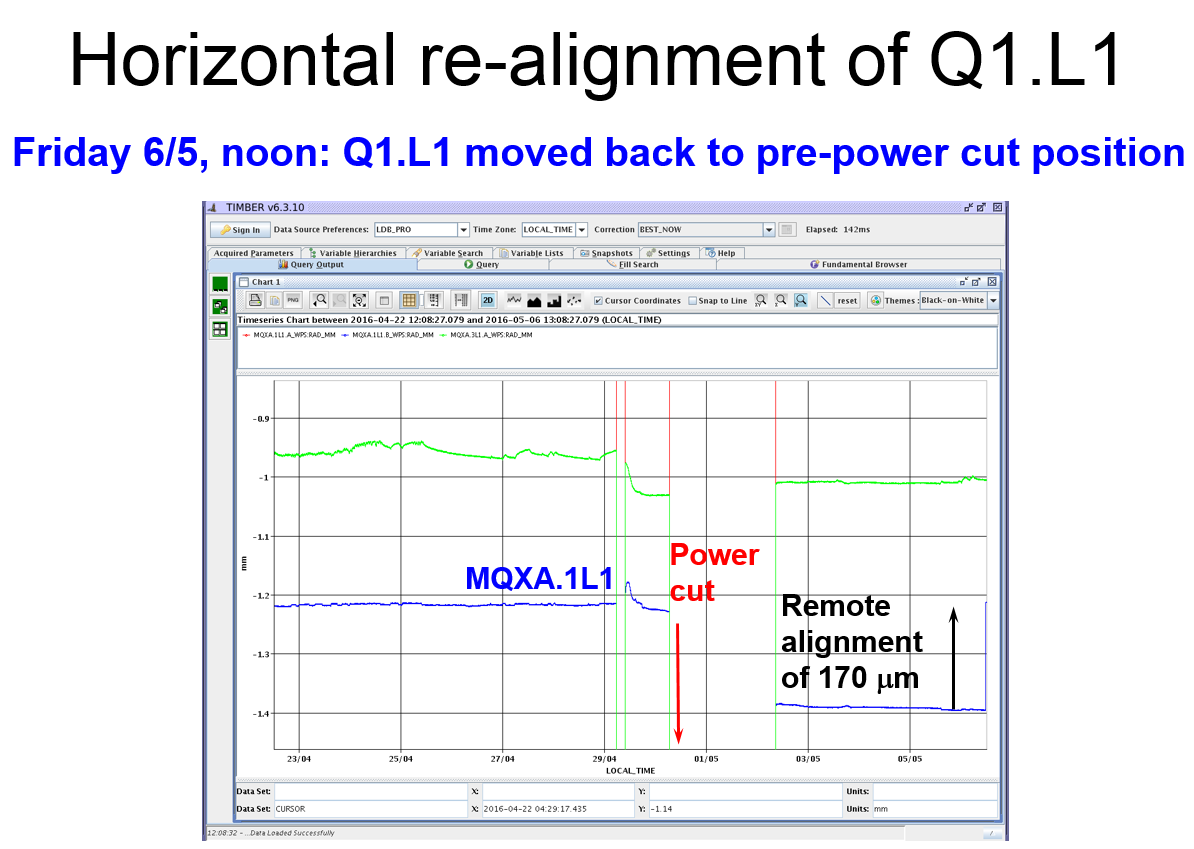 Horizontal re-alignment of Q1.L1
Friday 6/5, noon: Q1.L1 moved back to pre-power cut position
TIMBER v6.3.10
Sign In Data Source Preferences: LDB_PRO Time Zone: LOCAL_TIME Correction BEST_NOW Elapsed: 142ms
Acquired Parameters Variable Hierarchies Variable Search Variable Lists Snapshots Settings Help
Query Output Query Fill Search Fundamental Browser
Chart 1
PNG 2D Cursor Coordinates Snap to Line reset Themes: Black-on-White
Timeseries Chart between 2016-04-22 12:08:27.079 and 2016-05-06 13:08:27.079 (LOCAL_TIME)
MQXA.1L1.A_WPS:RAD_MM MQXA.1L1.B_WPS:RAD_MM MQXA.3L1.A_WPS:RAD_MM
-0.9
-1
-1.1
-1.2
-1.3
-1.4
mm
MQXA.1L1
Power
cut
Remote
alignment
of 170 μm
23/04 25/04 27/04 29/04 01/05 03/05 05/05
LOCAL_TIME
Data Set: X: Y: Units:
Data Set: CURSOR X: 2016-04-22 04:29:17.435 Y: -1.14 Units: mm
12:08:32 - ...Data Loaded Successfully